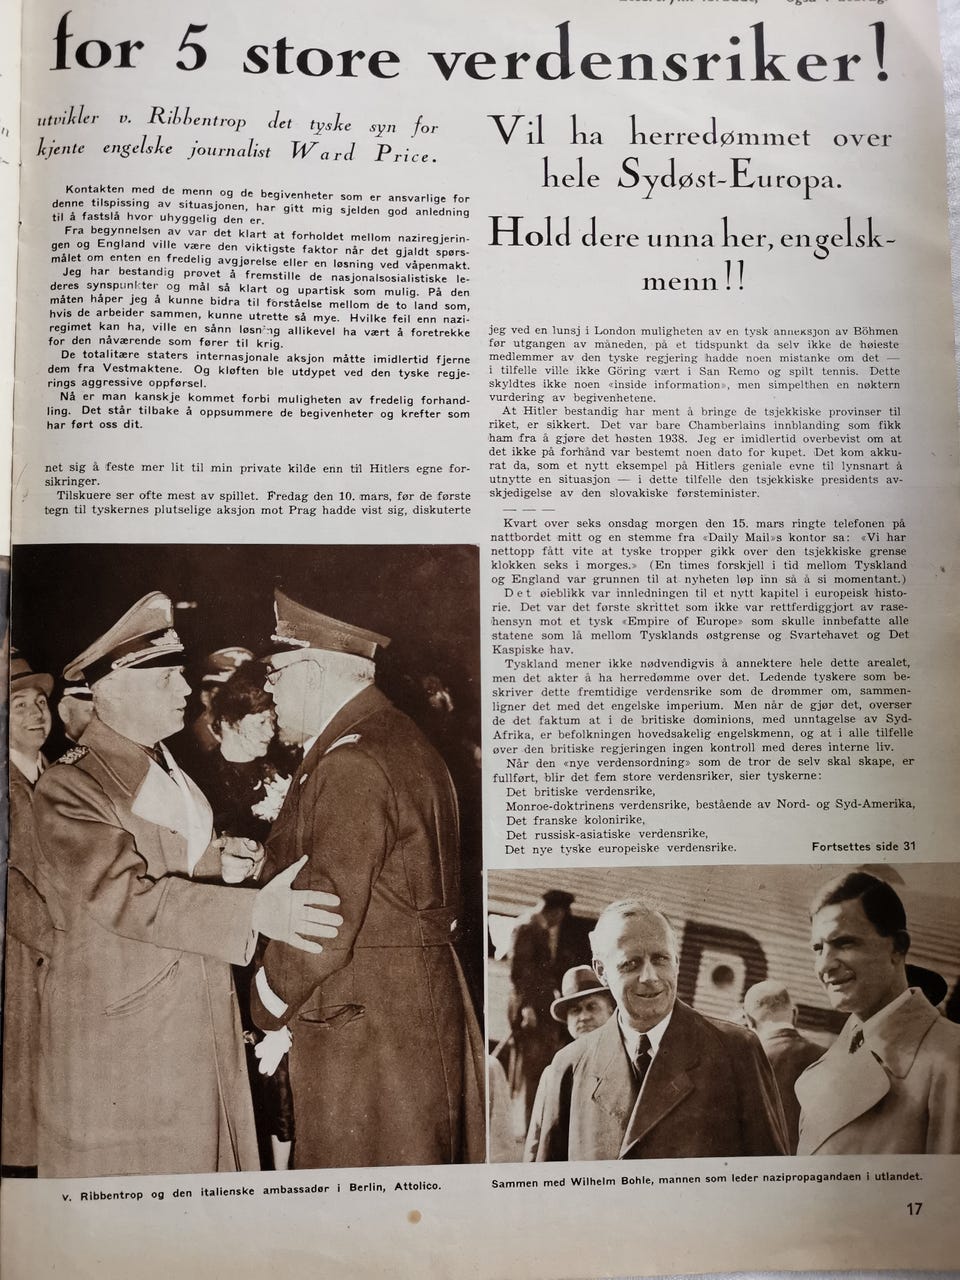 for 5 store verdensriker!
utvikler v. Ribbentrop det tyske syn for
kjente engelske journalist Ward Price.
Kontakten med de menn og de begivenheter som er ansvarlige for
denne tilspissing av situasjonen, har gitt mig sjelden god anledning
til å fastslå hvor uhyggelig den er.
Fra begynnelsen av var det klart at forholdet mellom naziregjerin-
gen og England ville være den viktigste faktor når det gjaldt spørs-
målet om enten en fredelig avgjørelse eller en løsning ved våpenmakt.
Jeg har bestandig prøvet å fremstille de nasjonalsosialistiske le-
deres synspunkter og mål så klart og upartisk som mulig. På den
måten håper jeg å kunne bidra til forståelse mellom de to land som,
hvis de arbeider sammen, kunne utrette så mye. Hvilke feil enn nazi-
regimet kan ha, ville en sånn løsning allikevel ha vært å foretrekke
for den nåværende som fører til krig.
De totalitære staters internasjonale aksjon måtte imidlertid fjerne
dem fra Vestmaktene. Og kløften ble utdypet ved den tyske regje-
rings aggressive oppførsel.
Nå er man kanskje kommet forbi muligheten av fredelig forhand-
ling. Det står tilbake å oppsummere de begivenheter og krefter som
har ført oss dit.
net sig å feste mer lit til min private kilde enn til Hitlers egne for-
sikringer.
Tilskuere ser ofte mest av spillet. Fredag den 10. mars, før de første
tegn til tyskernes plutselige aksjon mot Prag hadde vist sig, diskuterte
Vil ha herredømmet over
hele Sydøst-Europa.
Hold dere unna her, engelsk-
menn!!
jeg ved en lunsj i London muligheten av en tysk anneksjon av Böhmen
før utgangen av måneden, på et tidspunkt da selv ikke de høieste
medlemmer av den tyske regjering hadde noen mistanke om det —
i tilfelle ville ikke Göring vært i San Remo og spilt tennis. Dette
skyldtes ikke noen «inside information», men simpelthen en nøktern
vurdering av begivenhetene.
At Hitler bestandig har ment å bringe de tsjekkiske provinser til
riket, er sikkert. Det var bare Chamberlains innblanding som fikk
ham fra å gjøre det høsten 1938. Jeg er imidlertid overbevist om at
det ikke på forhånd var bestemt noen dato for kupet. Det kom akku-
rat da, som et nytt eksempel på Hitlers geniale evne til lynsnart å
utnytte en situasjon — i dette tilfellet den tsjekkiske presidents av-
skjedigelse av den slovakiske førsteminister.
— — —
Kvart over seks onsdag morgen den 15. mars ringte telefonen på
nattbordet mitt og en stemme fra «Daily Mail»s kontor sa: «Vi har
nettopp fått vite at tyske tropper gikk over den tsjekkiske grense
klokken seks i morges.» (En times forskjell i tid mellom Tyskland
og England var grunnen til at nyheten løp inn så å si momentant.)
Det øieblikk var innledningen til et nytt kapitel i europeisk histo-
rie. Det var det første skrittet som ikke var rettferdiggjort av rase-
hensyn mot et tysk «Empire of Europe» som skulle innbefatte alle
statene som lå mellom Tysklands østgrense og Svartehavet og Det
Kaspiske hav.
Tyskland mener ikke nødvendigvis å annektere hele dette arealet,
men det akter å ha herredømme over det. Ledende tyskere som be-
skriver dette fremtidige verdensrike som de drømmer om, sammen-
ligner det med det engelske imperium. Men når de gjør det, overser
de det faktum at i de britiske dominions, med unntagelse av Syd-
Afrika, er befolkningen hovedsakelig engelskmenn, og at i alle tilfelle
øver den britiske regjeringen ingen kontroll med deres interne liv.
Når den «nye verdensordning» som de tror de selv skal skape, er
fullført, blir det fem store verdensriker, sier tyskerne:
Det britiske verdensrike,
Monroe-doktrinens verdensrike, bestående av Nord- og Syd-Amerika,
Det franske kolonirike,
Det russisk-asiatiske verdensrike,
Det nye tyske europeiske verdensrike.
Fortsettes side 31
v. Ribbentrop og den italienske ambassadør i Berlin, Attolico.
Sammen med Wilhelm Bohle, mannen som leder nazipropagandaen i utlandet.
17